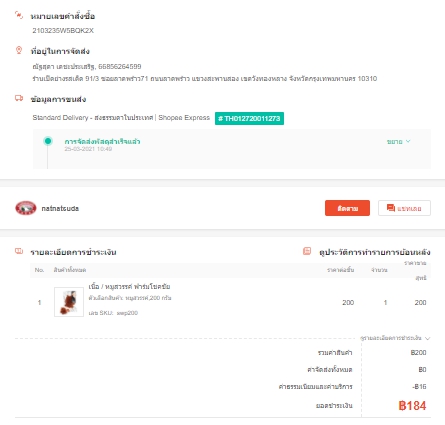 หมายเลขคำสั่งซื้อ
2103235W5BQK2X
ที่อยู่ในการจัดส่ง
ณัฐสุดา เตชะประเสริฐ, 66856264599
ร้านเป็ดย่างรสเด็ด 91/3 ซอยลาดพร้าว71 ถนนลาดพร้าว แขวงสะพานสอง เขตวังทองหลาง จังหวัดกรุงเทพมหานคร 10310
ข้อมูลการขนส่ง
Standard Delivery - ส่งธรรมดาในประเทศ | Shopee Express # TH012720011273
การจัดส่งพัสดุสำเร็จแล้ว ขยาย
25-03-2021 10:49
natnatsuda ติดตาม แชทเลย
รายละเอียดการชำระเงิน ดูประวัติการทำรายการย้อนหลัง
No. สินค้าทั้งหมด ราคาต่อชิ้น จำนวน ราคาขายสุทธิ
เนื้อ / หมูสวรรค์ ฟาร์มโชคชัย
ตัวเลือกสินค้า: หมูสวรรค์,200 กรัม
1 200 1 200
เลข SKU: swp200
ดูรายละเอียดการชำระเงิน
รวมค่าสินค้า ฿200
ค่าจัดส่งทั้งหมด ฿0
ค่าธรรมเนียมและค่าบริการ -฿16
ยอดชำระเงิน ฿184